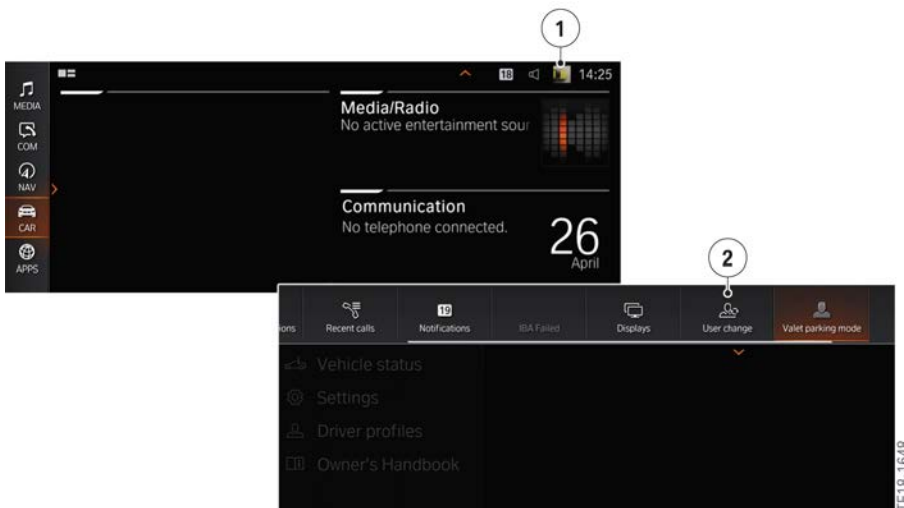 1
18
14:25
MEDIA
COM
NAV
CAR
APPS
Media/Radio
No active entertainment sour
Communication
No telephone connected.
26
April
2
ions
Recent calls
19
Notifications
IBA Failed
Displays
User change
Valet parking mode
Vehicle status
Settings
Driver profiles
Owner's Handbook
TE18-1648